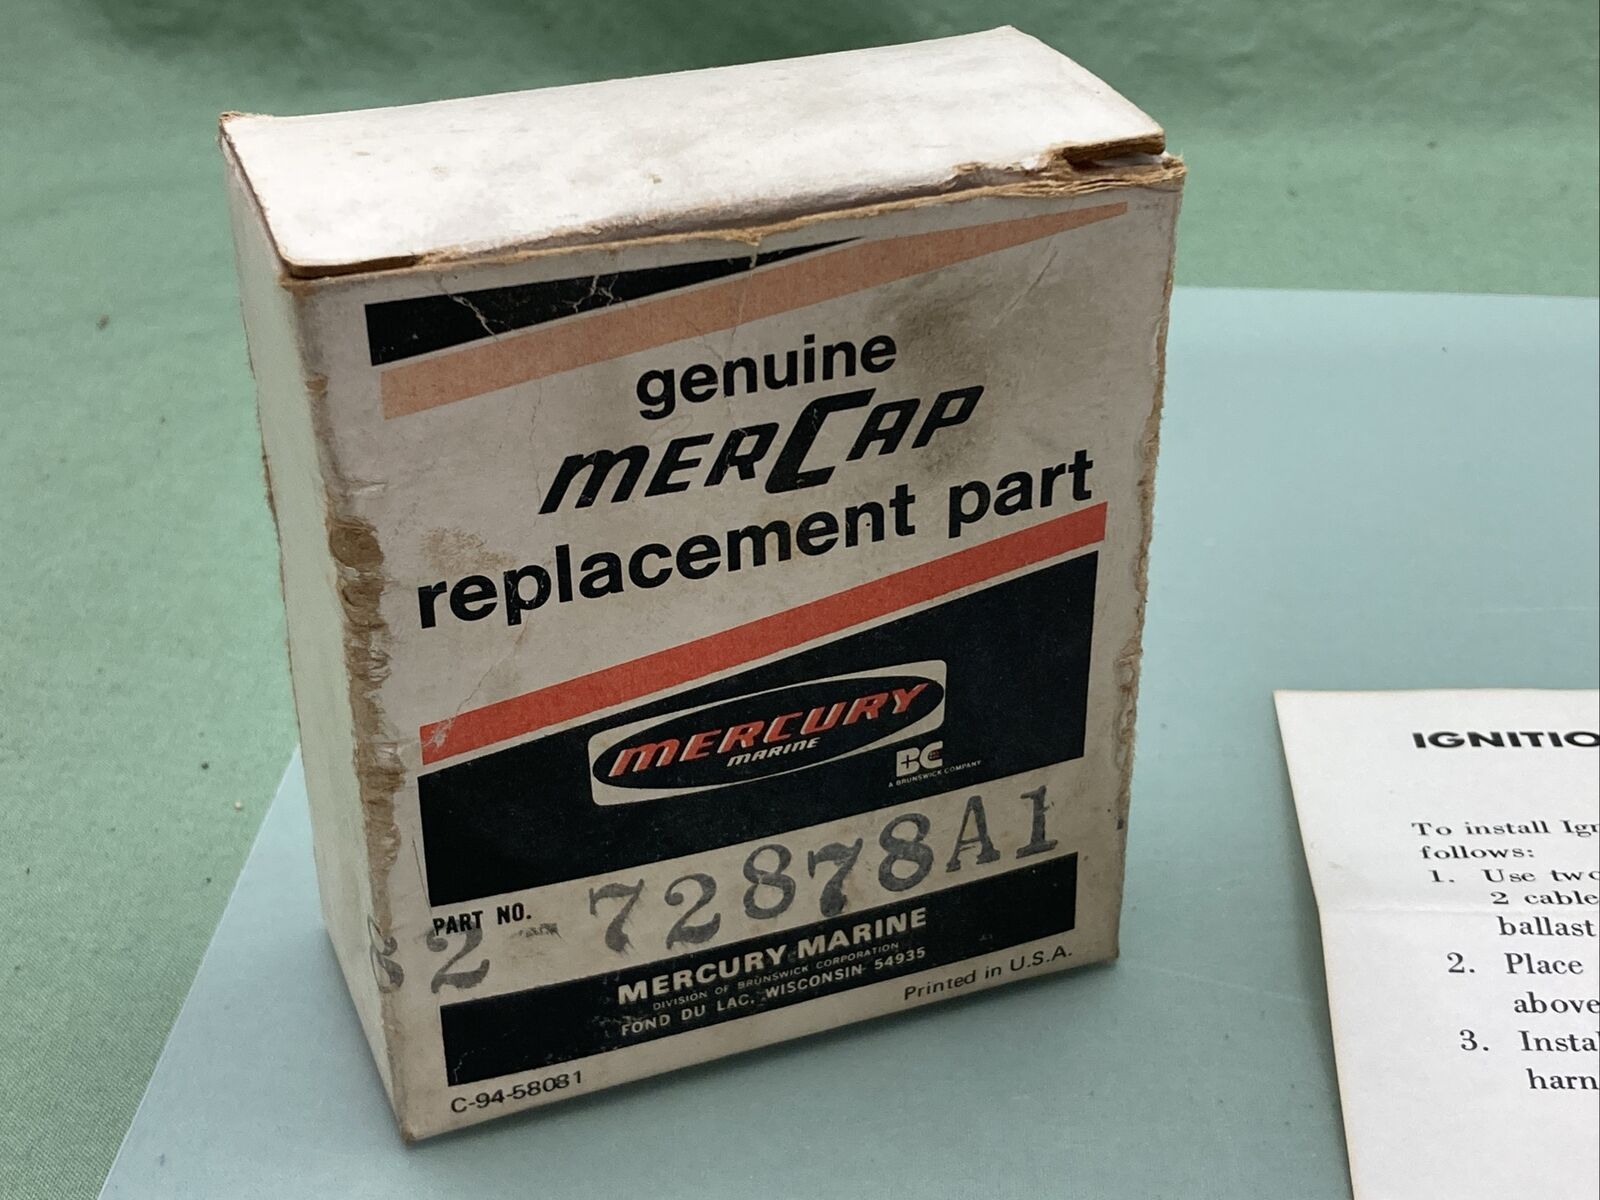 genuine
MERCAP
replacement part
MERCURY
MARINE
BC
A BRUNSWICK COMPANY
PART NO.
2 72878A1
MERCURY MARINE
DIVISION OF BRUNSWICK CORPORATION
FOND DU LAC, WISCONSIN 54935
Printed in U.S.A.
C-94-58081
IGNITIO
To install Ign
follows:
1. Use two
2 cable
ballast
2. Place
above
3. Instal
harn